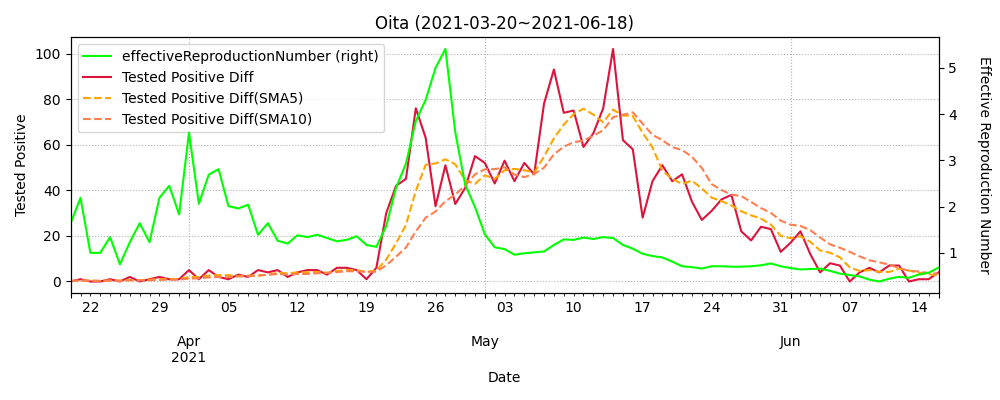 Oita (2021-03-20~2021-06-18)
effectiveReproductionNumber (right)
Tested Positive Diff
Tested Positive Diff(SMA5)
Tested Positive Diff(SMA10)
Tested Positive
100
80
60
40
20
0
5
4
3
2
1
Effective Reproduction Number
22 29 05 12 19 26 03 10 17 24 31 07 14
Apr May Jun
2021
Date